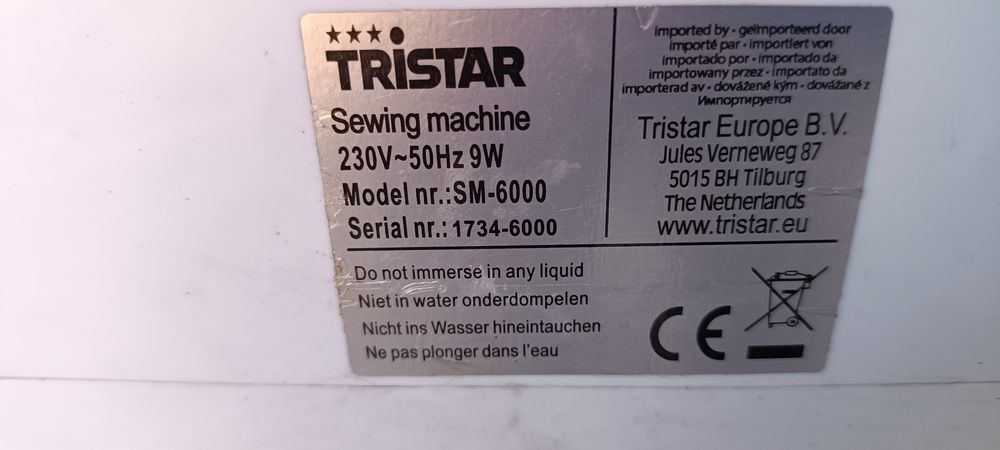 TRISTAR
Sewing machine
230V~50Hz 9W
Model nr.:SM-6000
Serial nr.: 1734-6000
imported by • geïmporteerd door
importé par • importiert von
importado por • importado da
importowany przez • importato da
importerad av • dovážené kým • dovážané z
Импортируется
Tristar Europe B.V.
Jules Verneweg 87
5015 BH Tilburg
The Netherlands
www.tristar.eu
Do not immerse in any liquid
Niet in water onderdompelen
Nicht ins Wasser hineintauchen
Ne pas plonger dans l'eau
CE